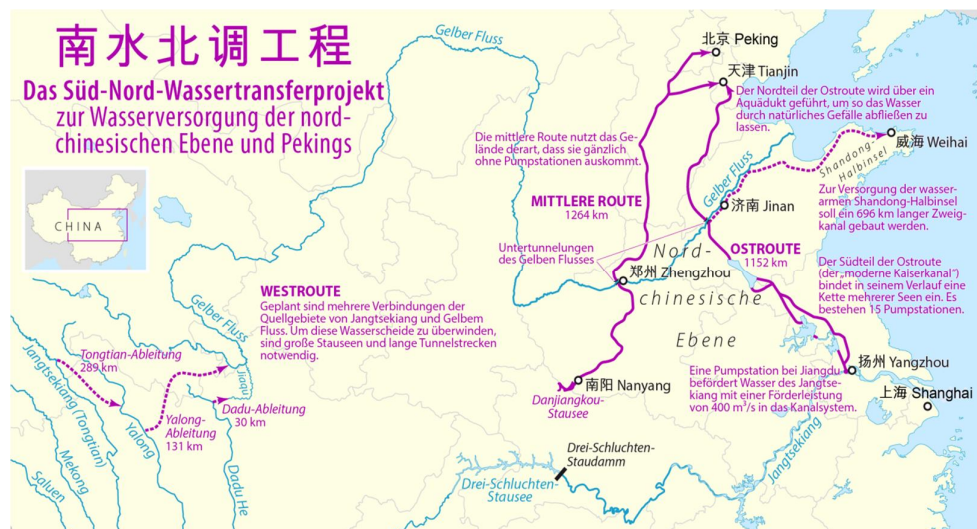 南水北调工程
Das Süd-Nord-Wassertransferprojekt
zur Wasserversorgung der nord-
chinesischen Ebene und Pekings
CHINA
Gelber Fluss
北京 Peking
天津 Tianjin
Der Nordteil der Ostroute wird über ein
Aquädukt geführt, um so das Wasser
durch natürliches Gefälle abfließen zu
lassen.
Die mittlere Route nutzt das Ge-
lände derart, dass sie gänzlich
ohne Pumpstationen auskommt.
威海 Weihai
Shandong-
Halbinsel
MITTLERE ROUTE
1264 km
Gelber Fluss
济南 Jinan
Zur Versorgung der wasser-
armen Shandong-Halbinsel
soll ein 696 km langer Zweig-
kanal gebaut werden.
Untertunnelungen
des Gelben Flusses
Nord-
chinesische
Ebene
OSTROUTE
1152 km
郑州 Zhengzhou
Der Südteil der Ostroute
(der „moderne Kaiserkanal“)
bindet in seinem Verlauf eine
Kette mehrerer Seen ein. Es
bestehen 15 Pumpstationen.
WESTROUTE
Geplant sind mehrere Verbindungen der
Quellgebiete von Jangtsekiang und Gelbem
Fluss. Um diese Wasserscheide zu überwinden,
sind große Stauseen und lange Tunnelstrecken
notwendig.
Gelber Fluss
Tongtian-Ableitung
289 km
Jiaqu
Yalong-
Ableitung
131 km
Dadu-Ableitung
30 km
Jangtsekiang (Tongtian)
Yalong
Mekong
Saluen
Dadu He
南阳 Nanyang
Danjiangkou-
Stausee
Eine Pumpstation bei Jiangdu
befördert Wasser des Jangtse-
kiang mit einer Förderleistung
von 400 m³/s in das Kanalsystem.
扬州 Yangzhou
上海 Shanghai
Jangtsekiang
Drei-Schluchten-
Staudamm
Drei-Schluchten-
Stausee